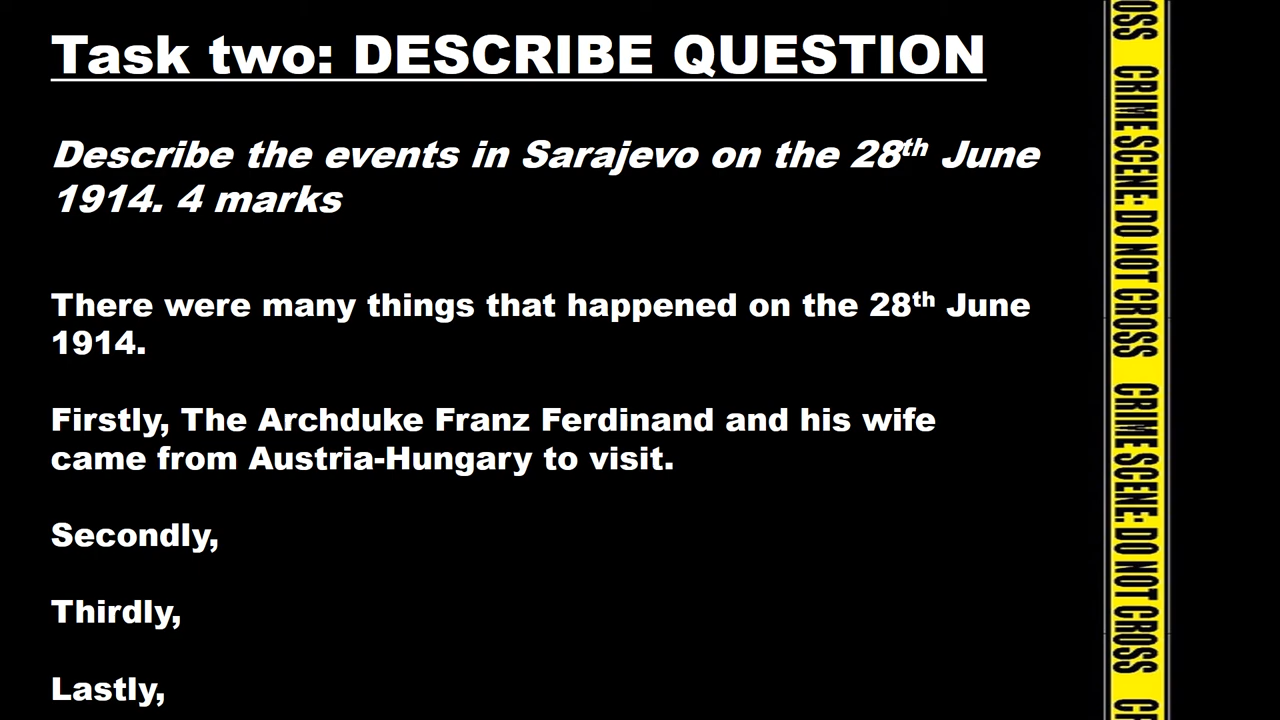 Task two: DESCRIBE QUESTION
Describe the events in Sarajevo on the 28th June
1914. 4 marks
There were many things that happened on the 28th June
1914.
Firstly, The Archduke Franz Ferdinand and his wife
came from Austria-Hungary to visit.
Secondly,
Thirdly,
Lastly,
OSS CRIME SCENE: DO NOT CROSS CRIME SCENE: DO NOT CROSS